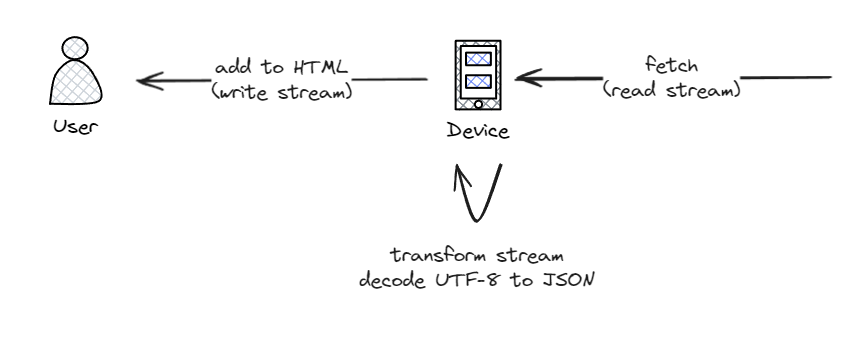 add to HTML
(write stream)
fetch
(read stream)
User
Device
transform stream
decode UTF-8 to JSON